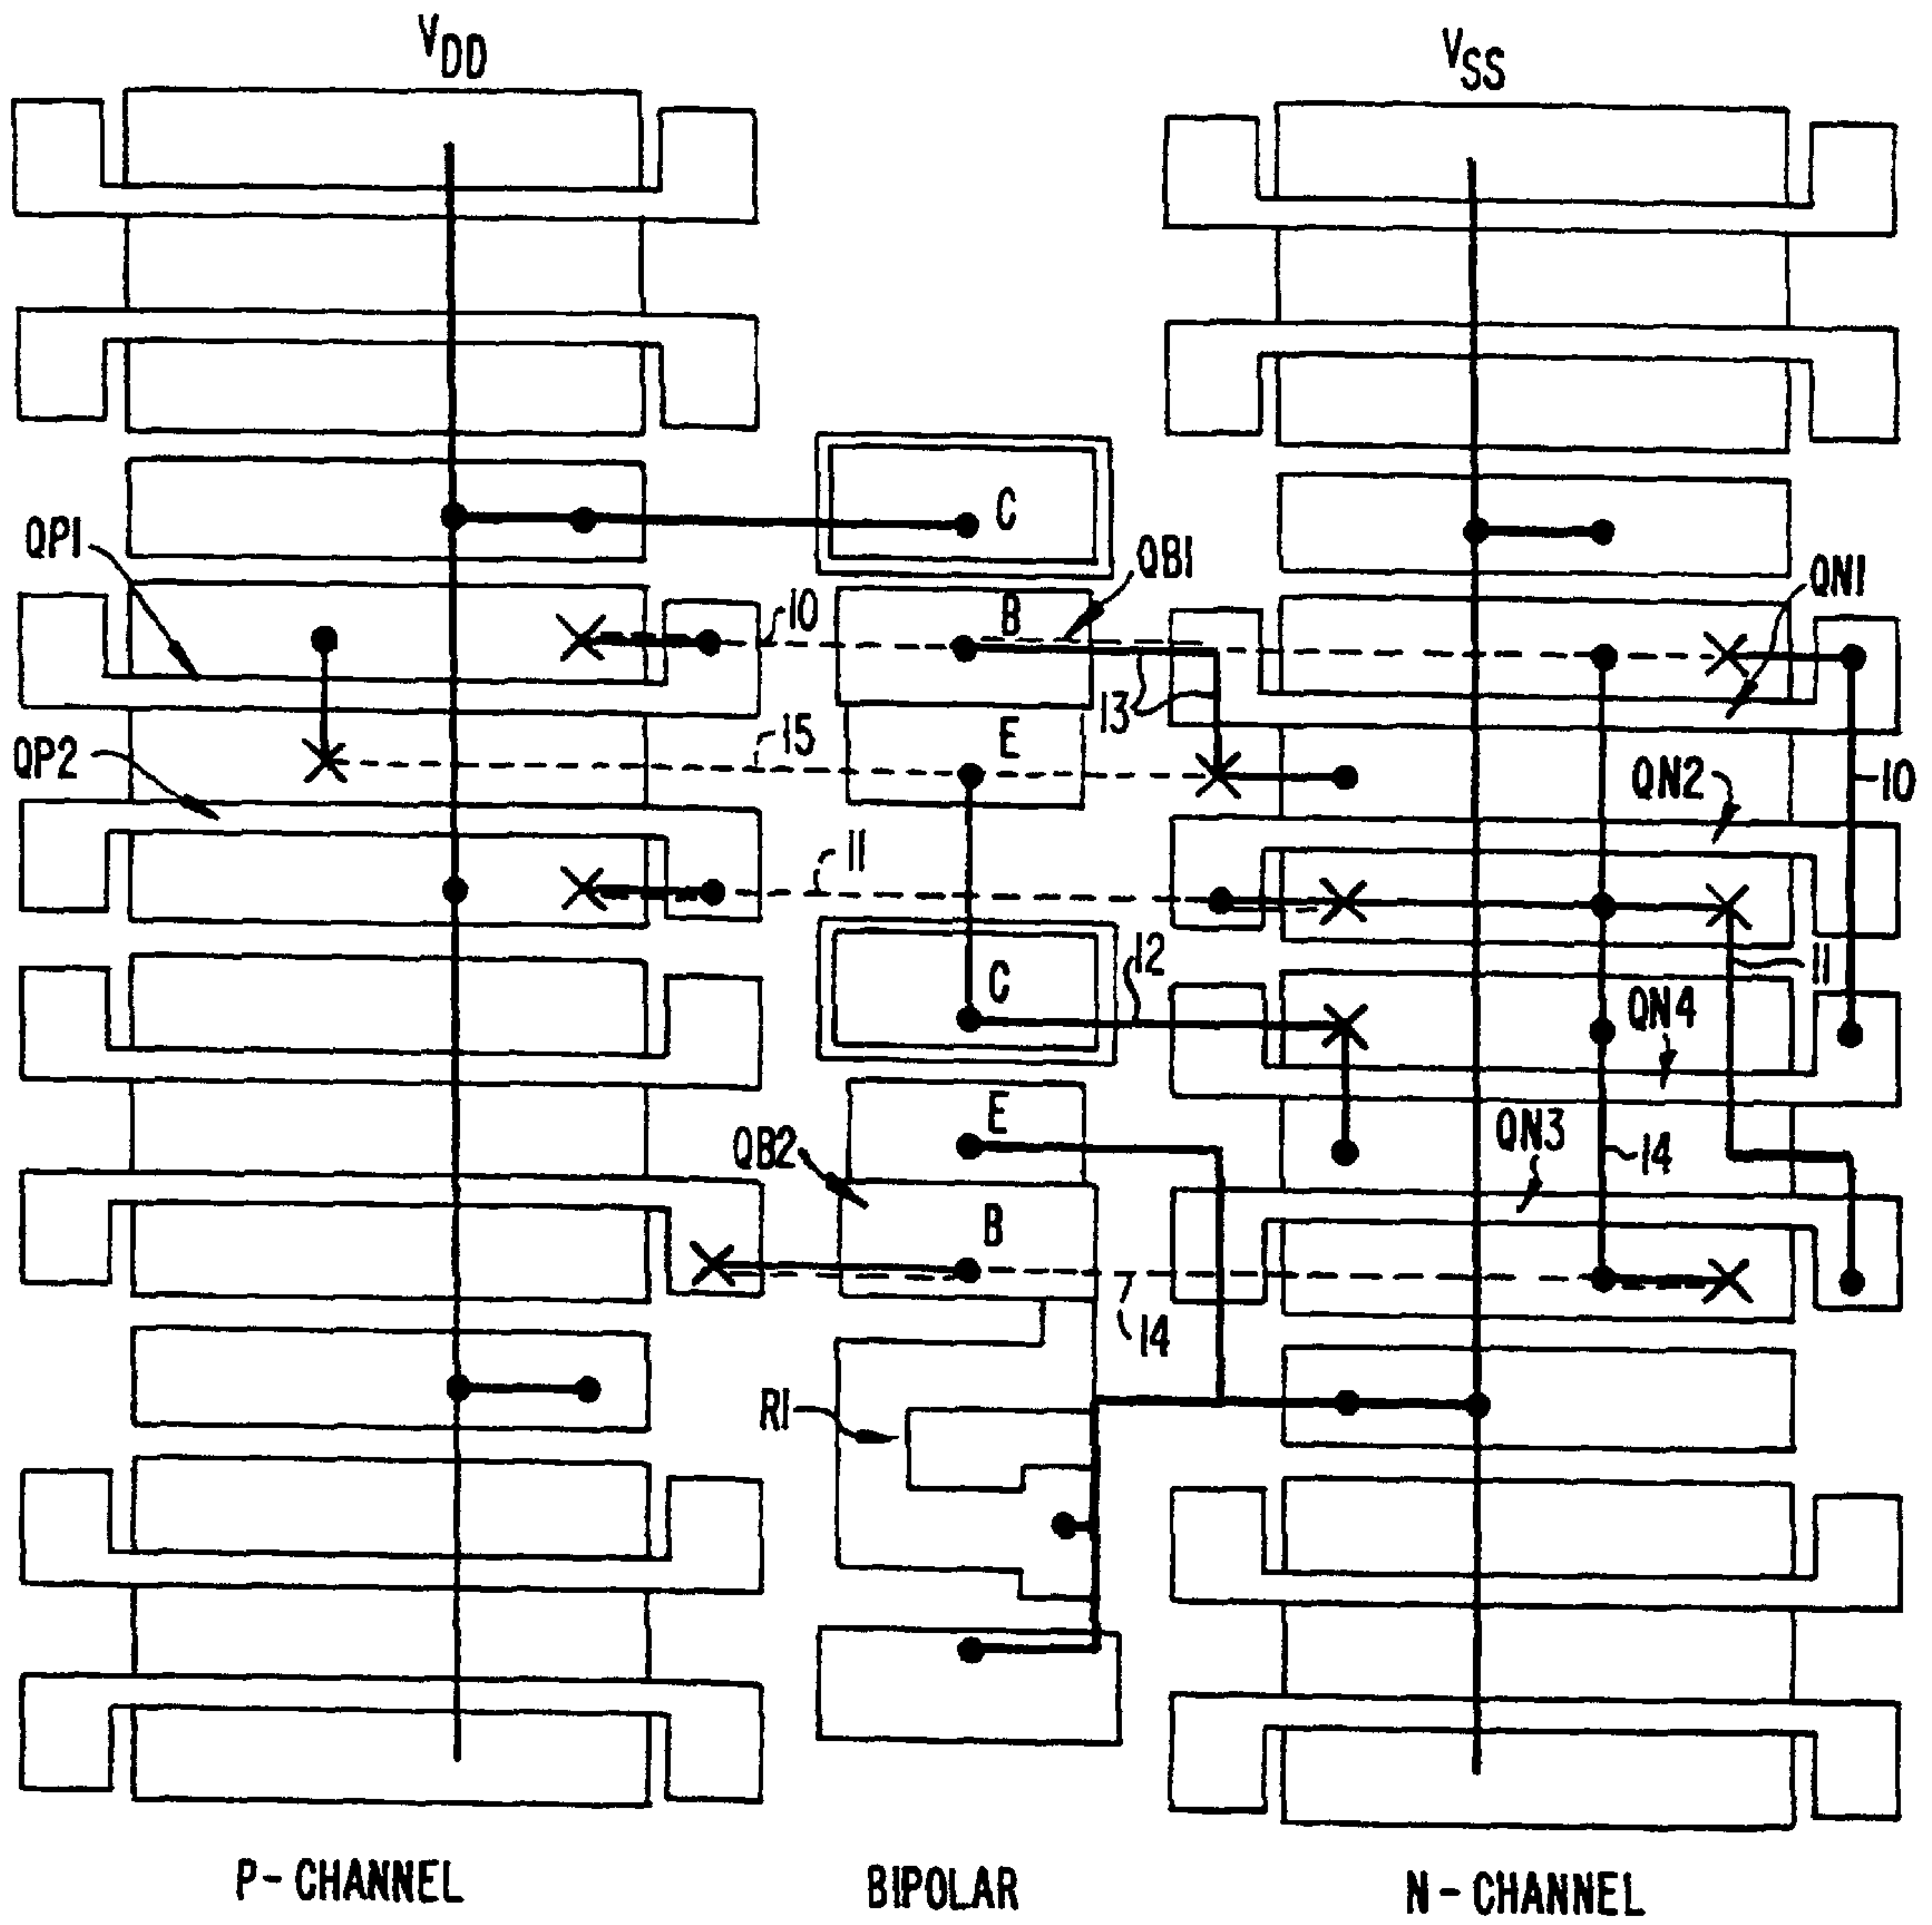 VDD
VSS
C
QP1
QB1
QN1
B
10
13
E
15
QP2
QN2
10
11
12
C
11
QN4
E
QN3
QB2
14
B
14
R1
P-CHANNEL
BIPOLAR
N-CHANNEL